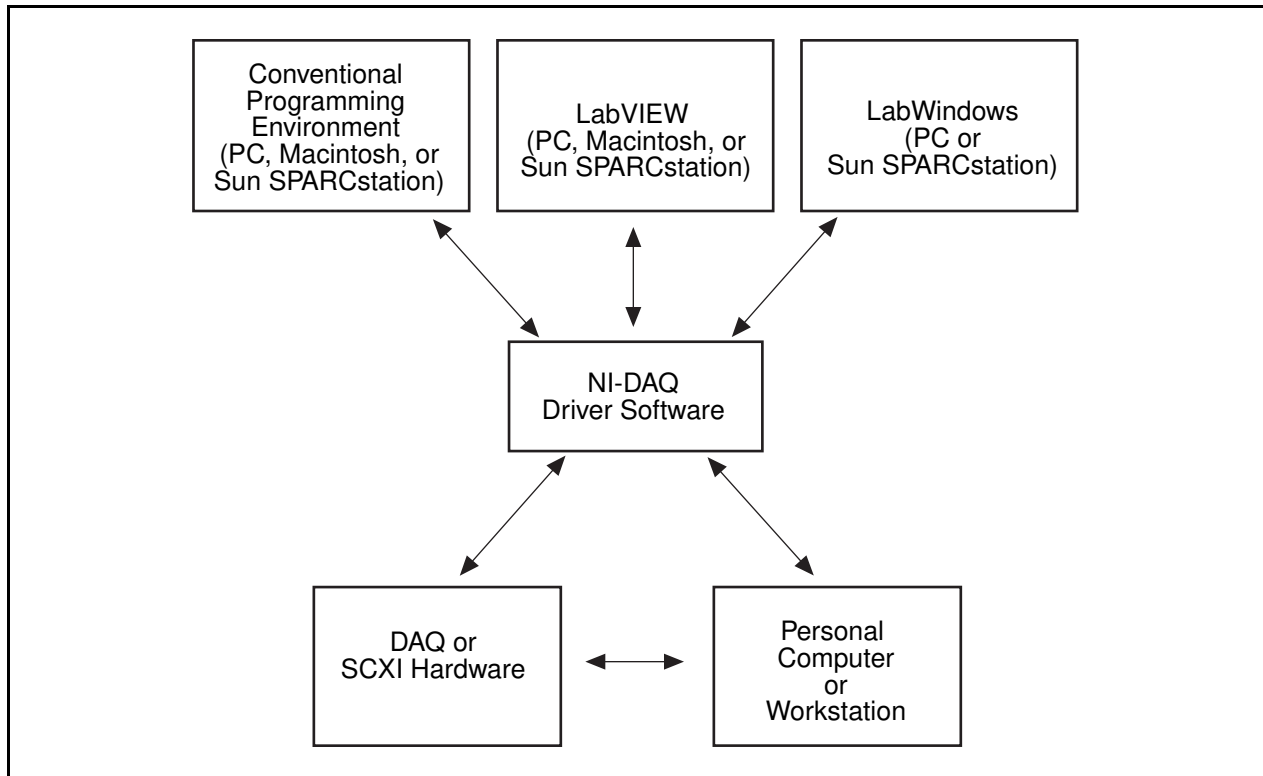 Conventional
Programming
Environment
(PC, Macintosh, or
Sun SPARCstation)
LabVIEW
(PC, Macintosh, or
Sun SPARCstation)
LabWindows
(PC or
Sun SPARCstation)
NI-DAQ
Driver Software
DAQ or
SCXI Hardware
Personal
Computer
or
Workstation